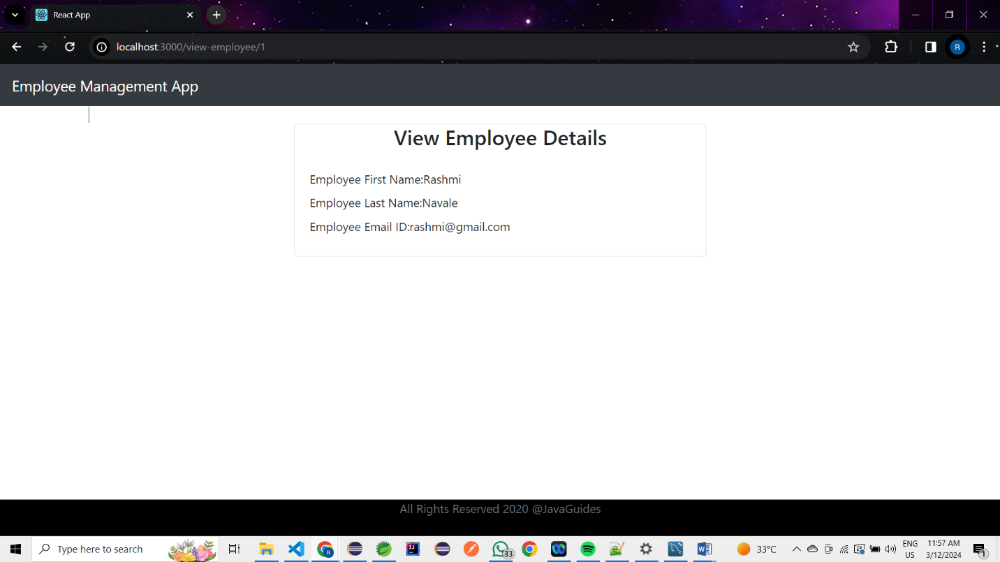 React App
localhost:3000/view-employee/1
R
Employee Management App
View Employee Details
Employee First Name:Rashmi
Employee Last Name:Navale
Employee Email ID:rashmi@gmail.com
All Rights Reserved 2020 @JavaGuides
Type here to search
R
IJ
33
W
33°C
ENG
US
11:57 AM
3/12/2024
1